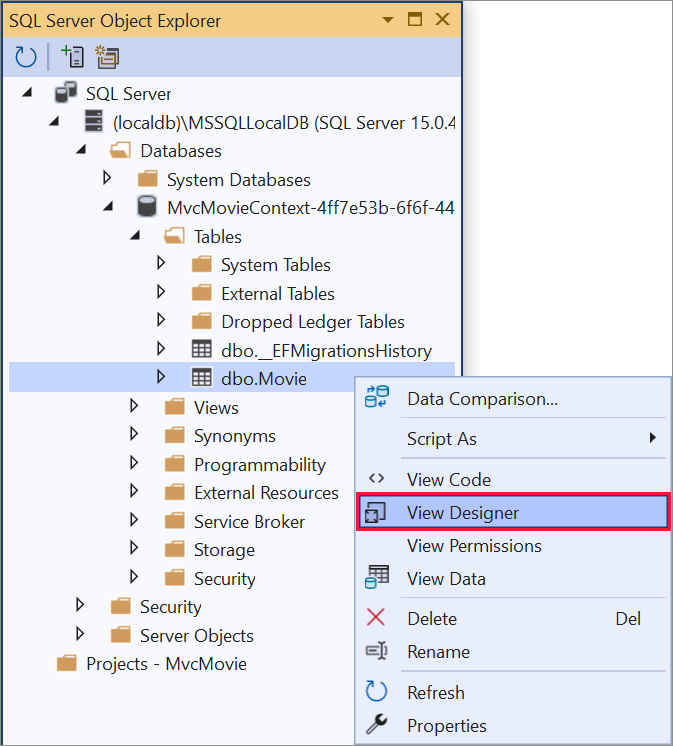 SQL Server Object Explorer
SQL Server
(localdb)\MSSQLLocalDB (SQL Server 15.0.4
Databases
System Databases
MvcMovieContext-4ff7e53b-6f6f-44
Tables
System Tables
External Tables
Dropped Ledger Tables
dbo.__EFMigrationsHistory
dbo.Movie
Views
Synonyms
Programmability
External Resources
Service Broker
Storage
Security
Security
Server Objects
Projects - MvcMovie
Data Comparison...
Script As
View Code
View Designer
View Permissions
View Data
Delete Del
Rename
Refresh
Properties